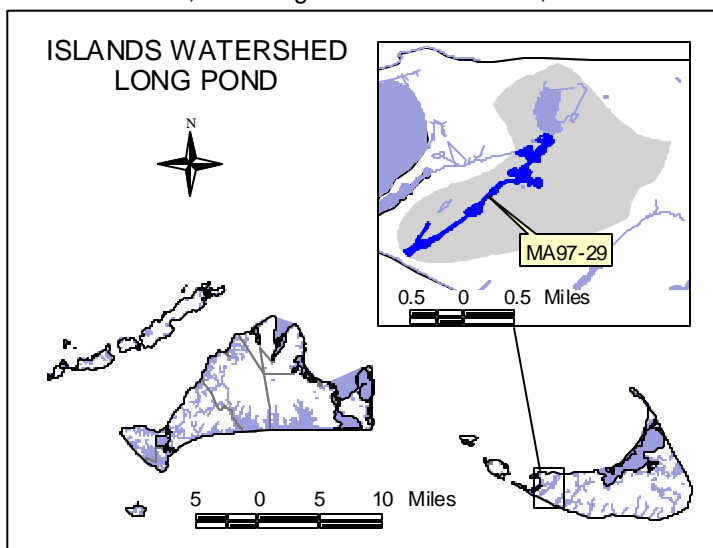 ISLANDS WATERSHED
LONG POND
N
MA97-29
0.5 0 0.5 Miles
5 0 5 10 Miles